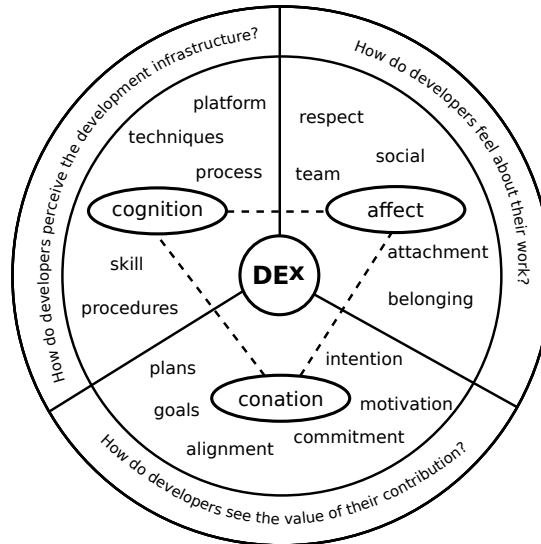 How do developers perceive the development infrastructure?
How do developers feel about their work?
platform
techniques
process
cognition
skill
procedures
respect
social
team
affect
attachment
belonging
DEx
intention
plans
conation
motivation
goals
commitment
alignment
How do developers see the value of their contribution?